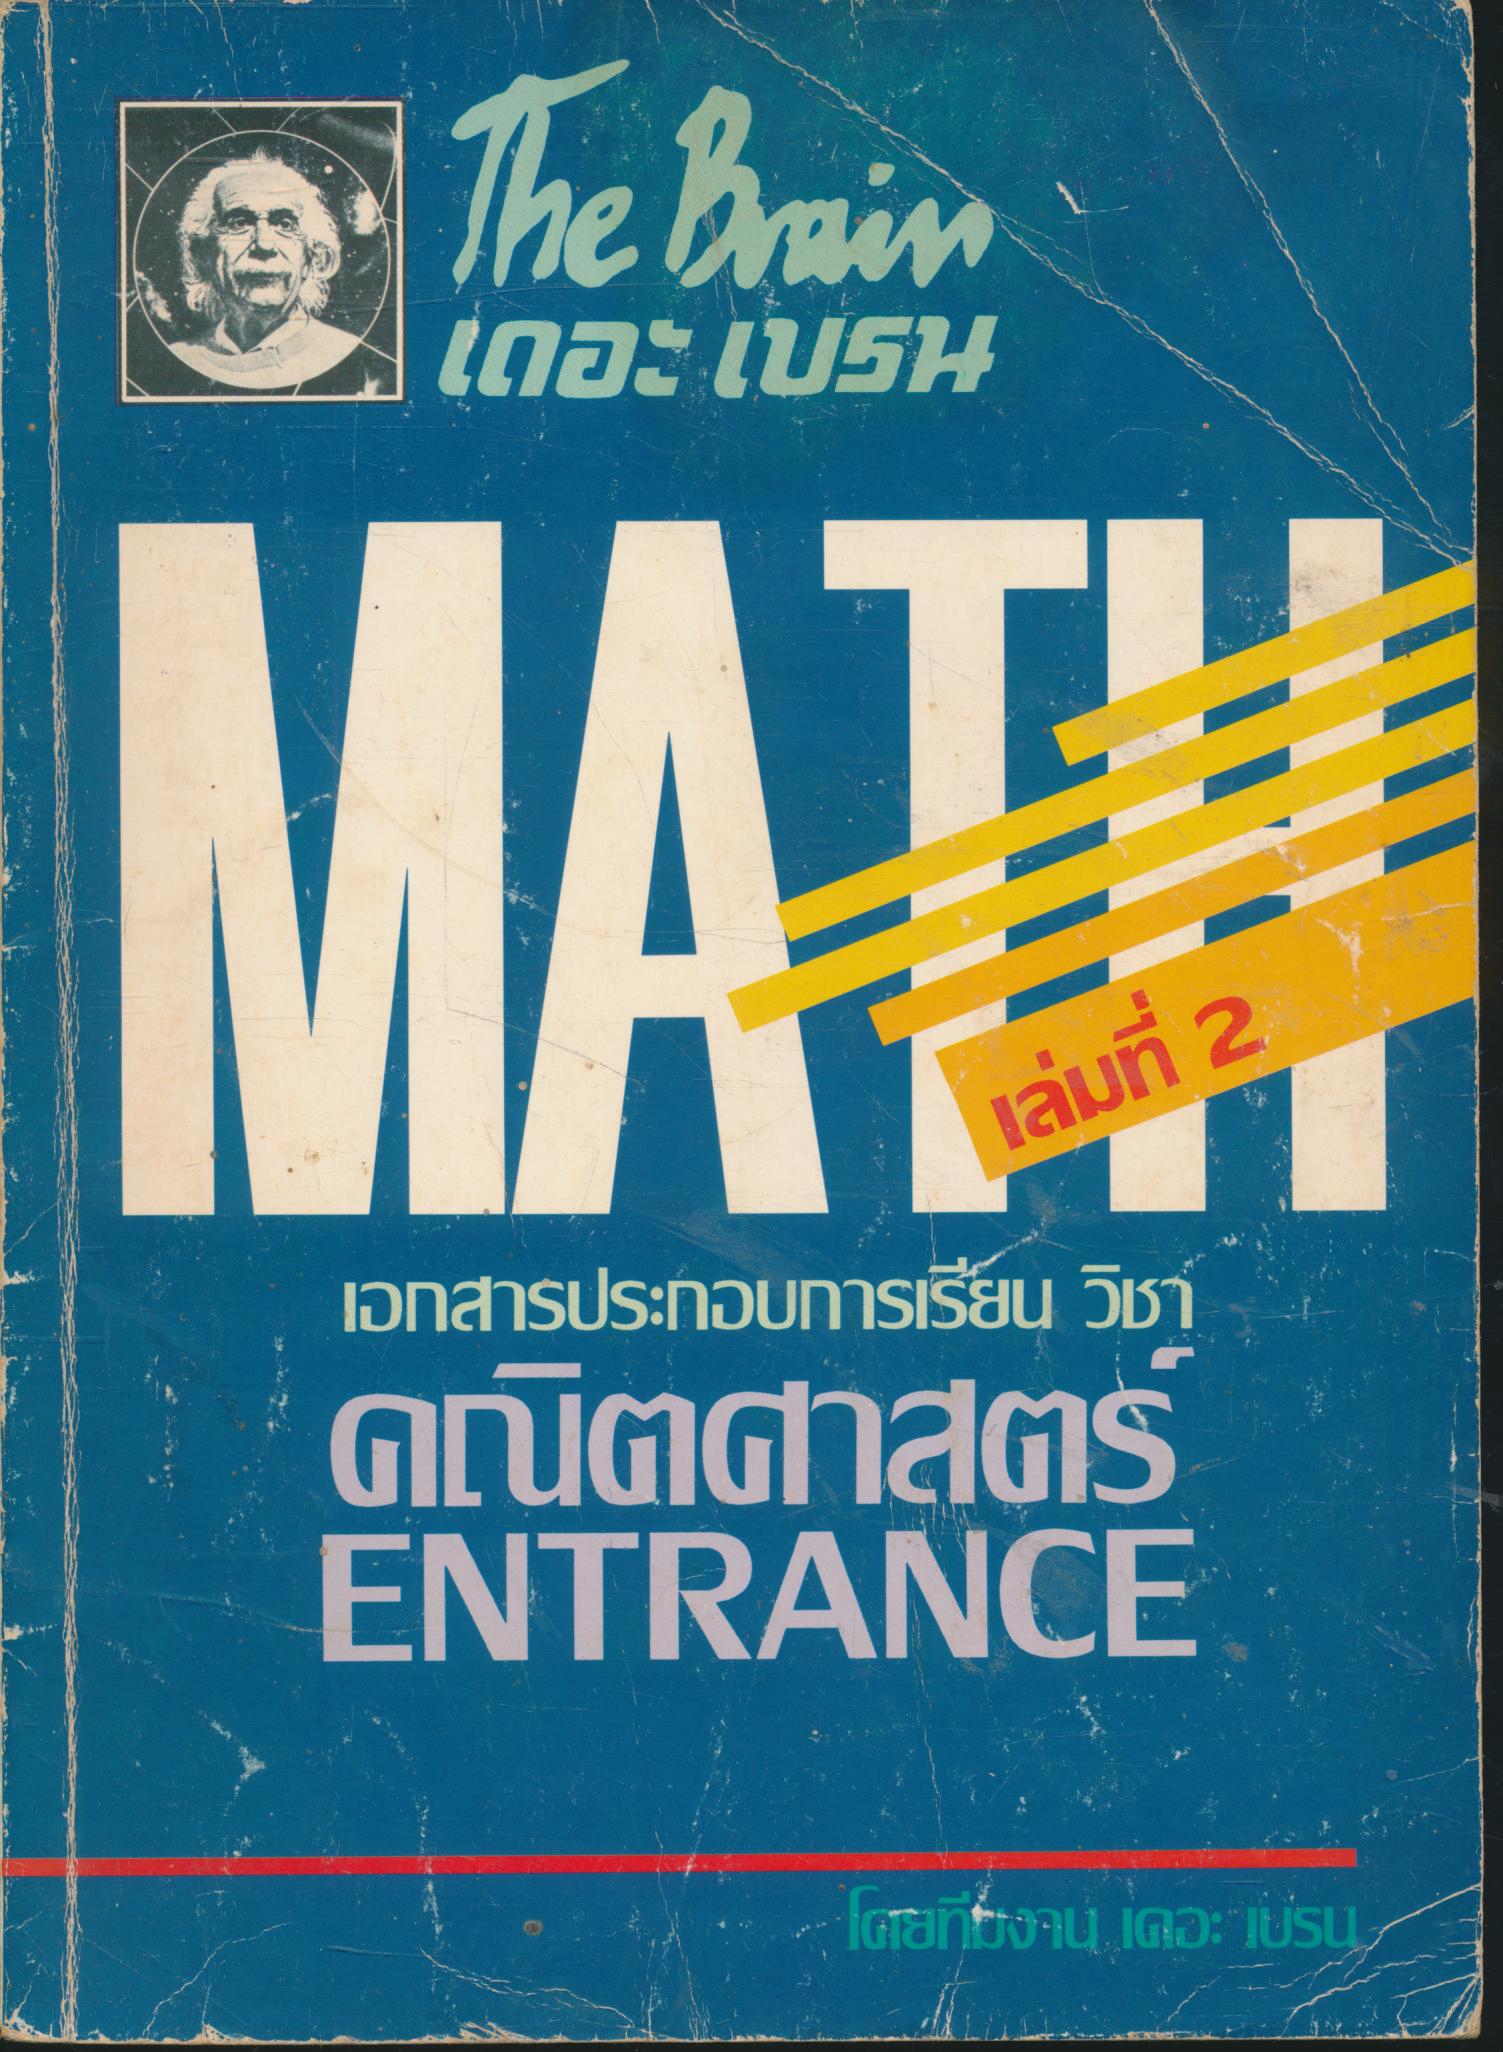 The Brain
เดอะ เบรน
MATH
เล่มที่ 2
เอกสารประกอบการเรียน วิชา
คณิตศาสตร์
ENTRANCE
โดยทีมงาน เดอะ เบรน